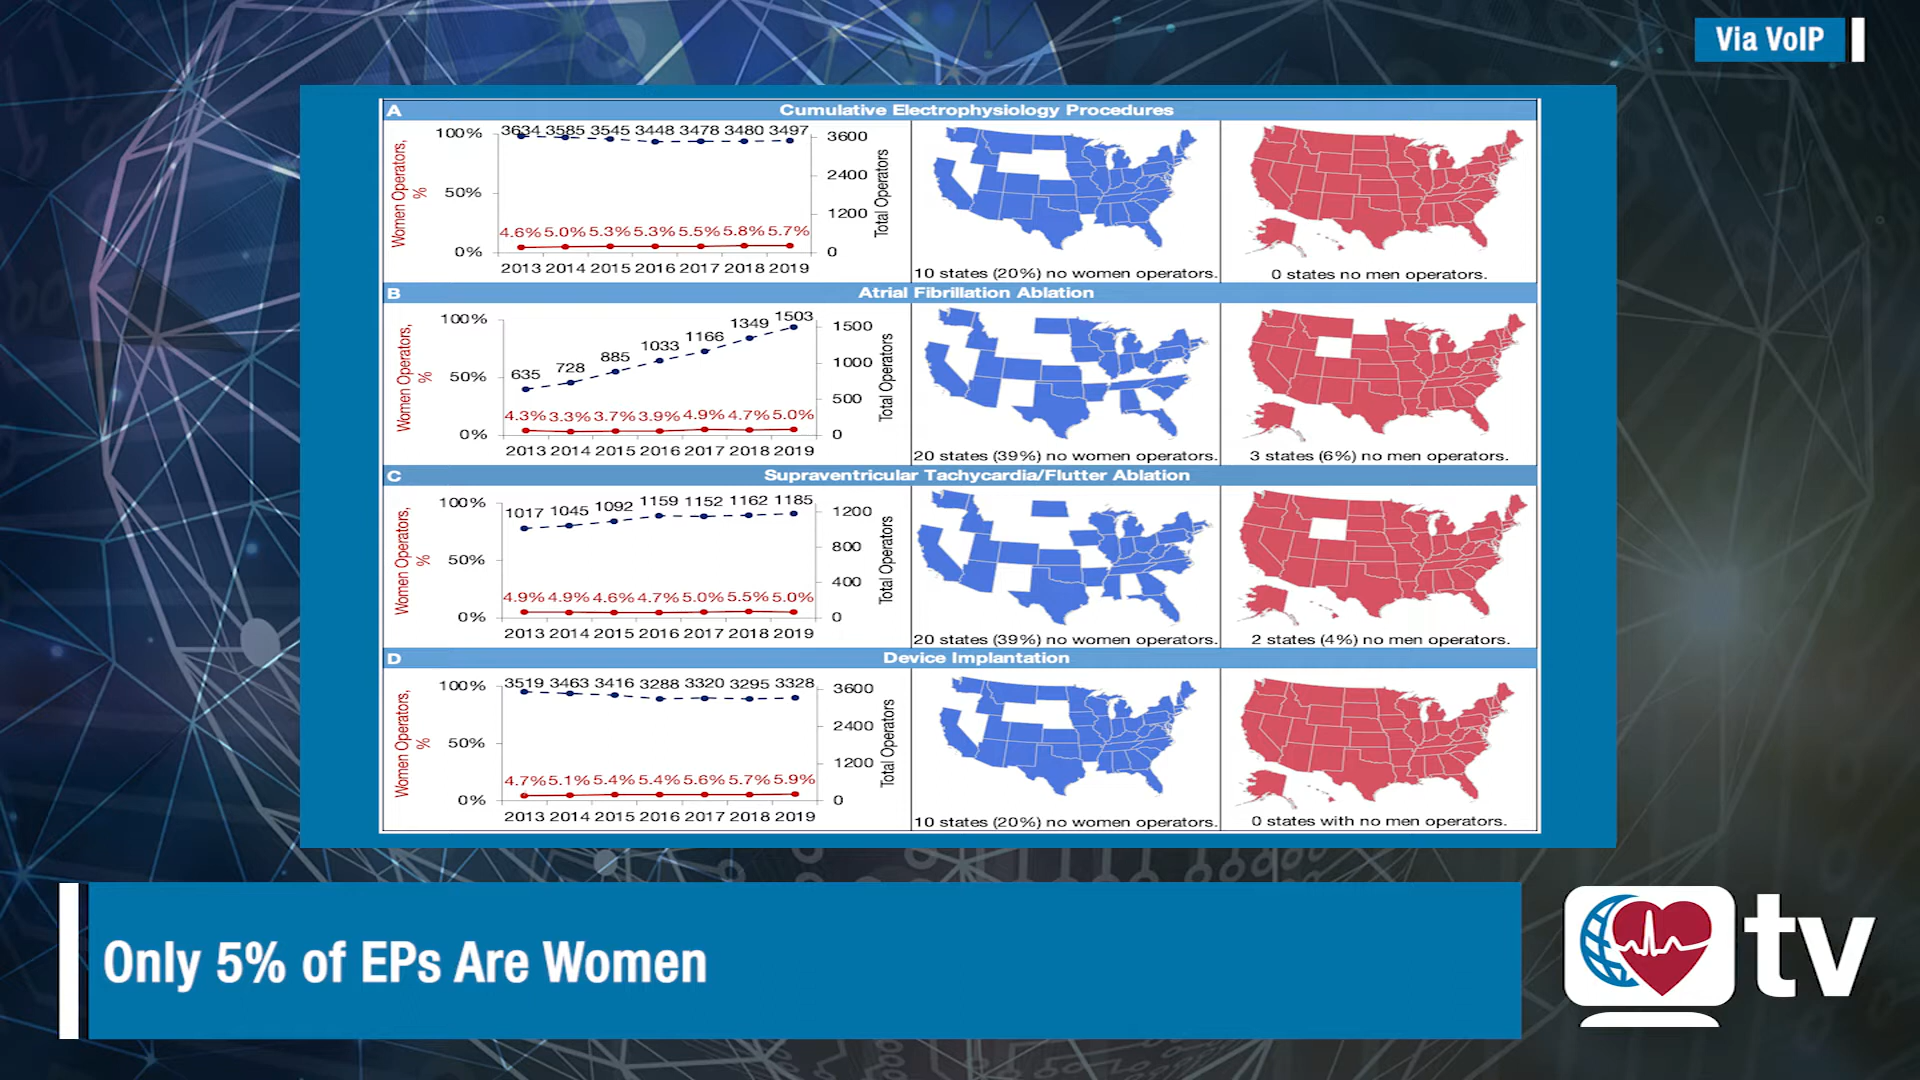 Via VoIP
A Cumulative Electrophysiology Procedures
Women Operators, %
100%
50%
0%
3634 3585 3545 3448 3478 3480 3497
4.6% 5.0% 5.3% 5.3% 5.5% 5.8% 5.7%
2013 2014 2015 2016 2017 2018 2019
3600
2400
1200
0
Total Operators
10 states (20%) no women operators.
0 states no men operators.
B Atrial Fibrillation Ablation
Women Operators, %
100%
50%
0%
635 728 885 1033 1166 1349 1503
4.3% 3.3% 3.7% 3.9% 4.9% 4.7% 5.0%
2013 2014 2015 2016 2017 2018 2019
1500
1000
500
0
Total Operators
20 states (39%) no women operators.
3 states (6%) no men operators.
C Supraventricular Tachycardia/Flutter Ablation
Women Operators, %
100%
50%
0%
1017 1045 1092 1159 1152 1162 1185
4.9% 4.9% 4.6% 4.7% 5.0% 5.5% 5.0%
2013 2014 2015 2016 2017 2018 2019
1200
800
400
0
Total Operators
20 states (39%) no women operators.
2 states (4%) no men operators.
D Device Implantation
Women Operators, %
100%
50%
0%
3519 3463 3416 3288 3320 3295 3328
4.7% 5.1% 5.4% 5.4% 5.6% 5.7% 5.9%
2013 2014 2015 2016 2017 2018 2019
3600
2400
1200
0
Total Operators
10 states (20%) no women operators.
0 states with no men operators.
Only 5% of EPs Are Women
tv